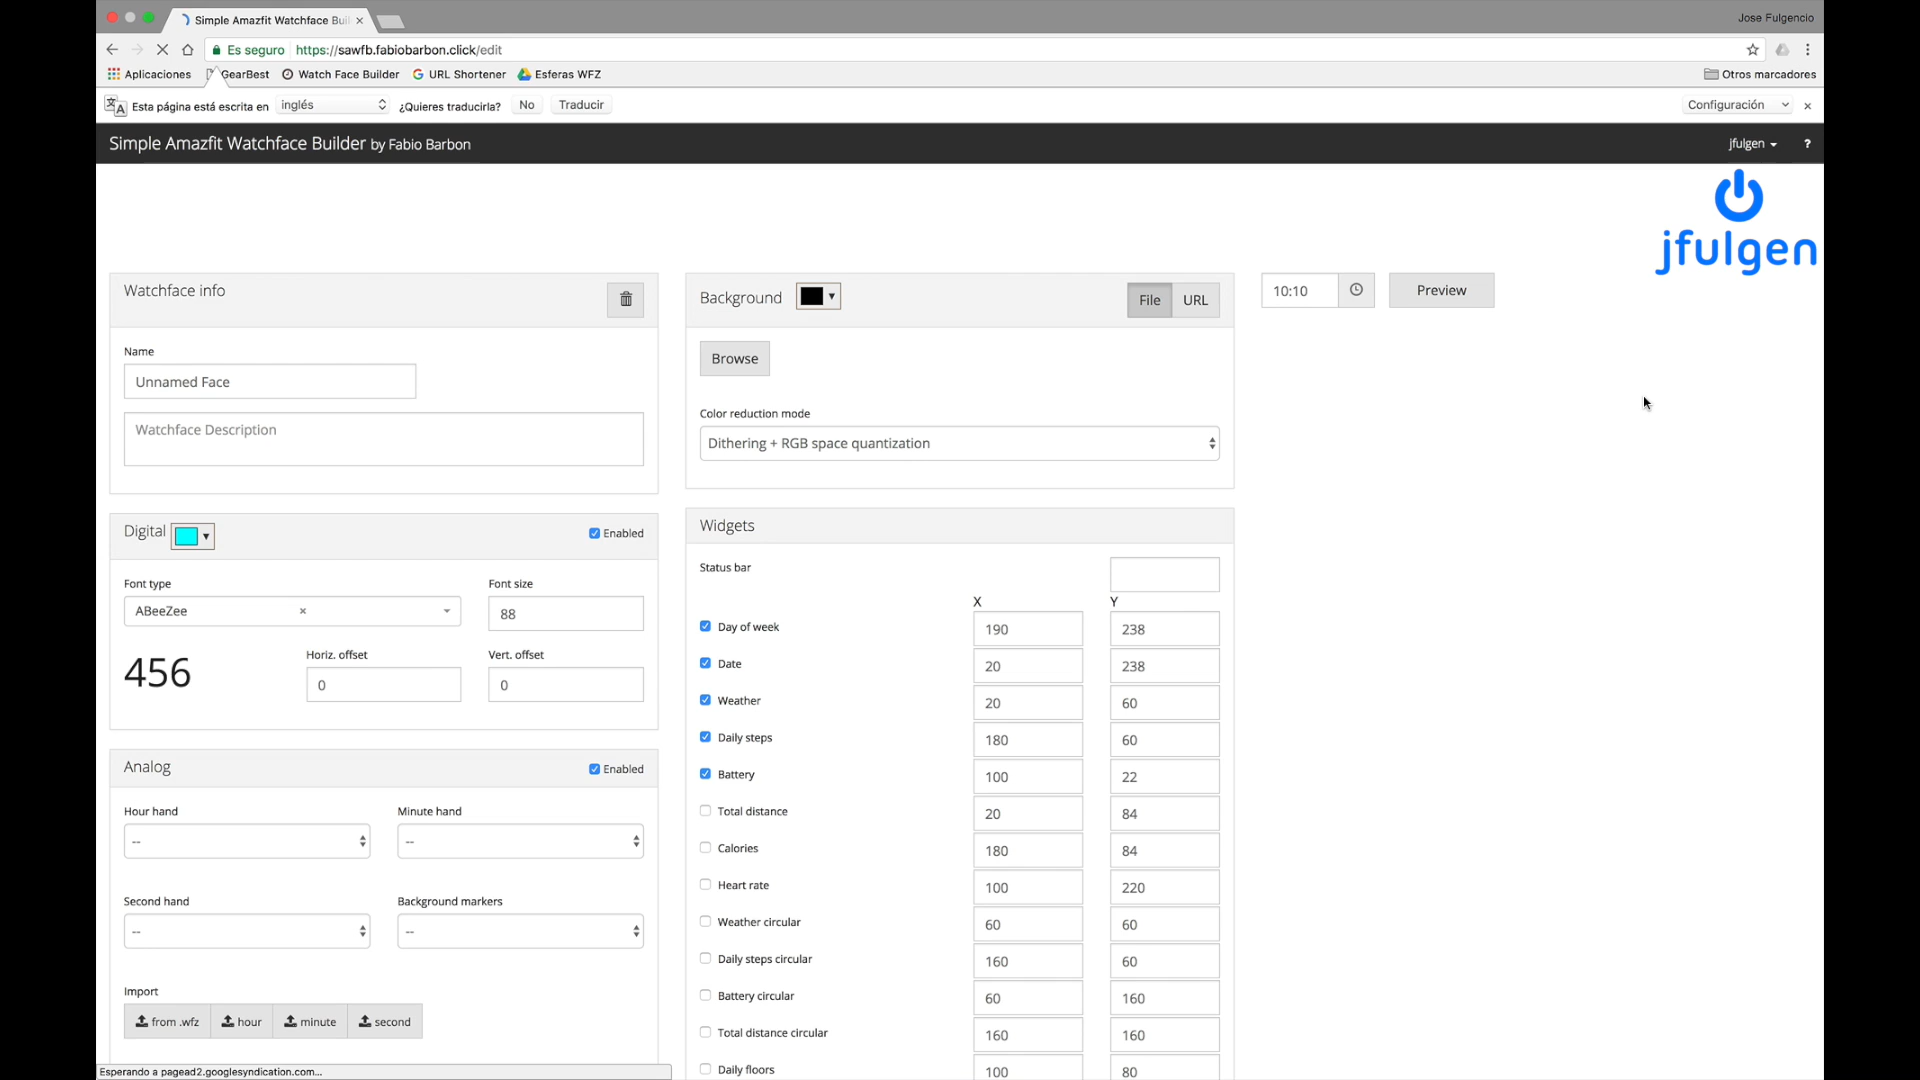 Simple Amazfit Watchface Buil
Jose Fulgencio
Es seguro https://sawfb.fabiobarbon.click/edit
Aplicaciones GearBest Watch Face Builder URL Shortener Esferas WFZ Otros marcadores
Esta página está escrita en inglés ¿Quieres traducirla? No Traducir Configuración
Simple Amazfit Watchface Builder by Fabio Barbon jfulgen ?
jfulgen
Watchface info
Name
Unnamed Face
Watchface Description
Digital Enabled
Font type Font size
ABeeZee × 88
456
Horiz. offset Vert. offset
0 0
Analog Enabled
Hour hand Minute hand
-- --
Second hand Background markers
-- --
Import
from .wfz hour minute second
Esperando a pagead2.googlesyndication.com...
Background File URL
Browse
Color reduction mode
Dithering + RGB space quantization
Widgets
Status bar
X Y
Day of week 190 238
Date 20 238
Weather 20 60
Daily steps 180 60
Battery 100 22
Total distance 20 84
Calories 180 84
Heart rate 100 220
Weather circular 60 60
Daily steps circular 160 60
Battery circular 60 160
Total distance circular 160 160
Daily floors 100 80
10:10 Preview